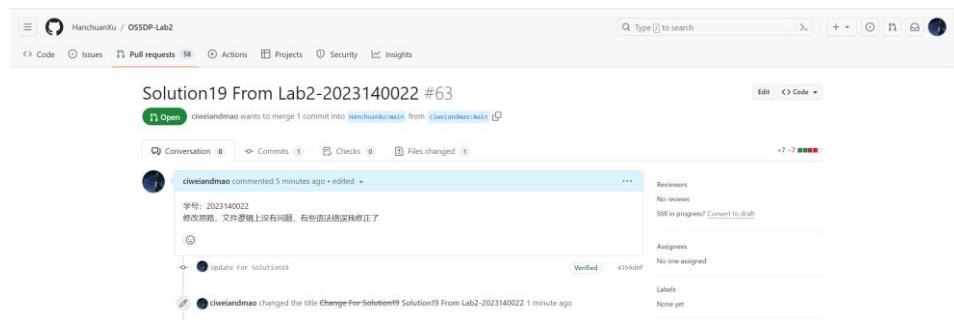 HanchuanXu / OSSDP-Lab2
Type / to search
Code Issues Pull requests 58 Actions Projects Security Insights
Solution19 From Lab2-2023140022 #63
Edit Code
Open ciweiandmao wants to merge 1 commit into HanchuanXu:main from ciweiandmao:main
Conversation 0 Commits 1 Checks 0 Files changed 1
+7 −7
ciweiandmao commented 5 minutes ago • edited
学号：2023140022
修改思路，文件逻辑上没有问题，有些语法错误我修正了
Reviewers
No reviews
Still in progress? Convert to draft
Assignees
No one assigned
Update For Solution19 Verified 4359d0f
Labels
None yet
ciweiandmao changed the title Change For Solution19 Solution19 From Lab2-2023140022 1 minute ago